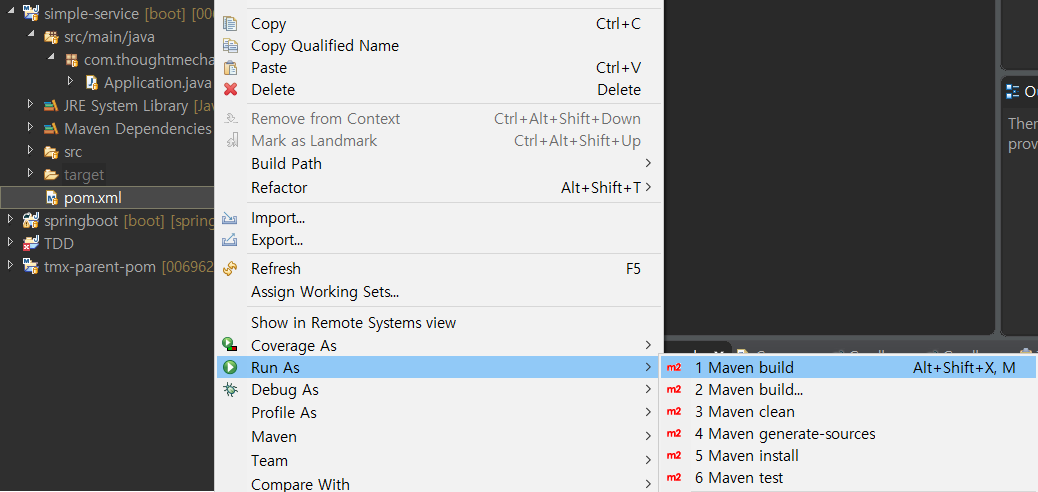 simple-service [boot] [00
src/main/java
com.thoughtmecha
Application.java
JRE System Library [Jav
Maven Dependencies
src
target
pom.xml
springboot [boot] [spring
TDD
tmx-parent-pom [006962
Copy Ctrl+C
Copy Qualified Name
Paste Ctrl+V
Delete Delete
Remove from Context Ctrl+Alt+Shift+Down
Mark as Landmark Ctrl+Alt+Shift+Up
Build Path
Refactor Alt+Shift+T
Import...
Export...
Refresh F5
Assign Working Sets...
Show in Remote Systems view
Coverage As
Run As
Debug As
Profile As
Maven
Team
Compare With
m2 1 Maven build Alt+Shift+X, M
m2 2 Maven build...
m2 3 Maven clean
m2 4 Maven generate-sources
m2 5 Maven install
m2 6 Maven test
Ther
prov